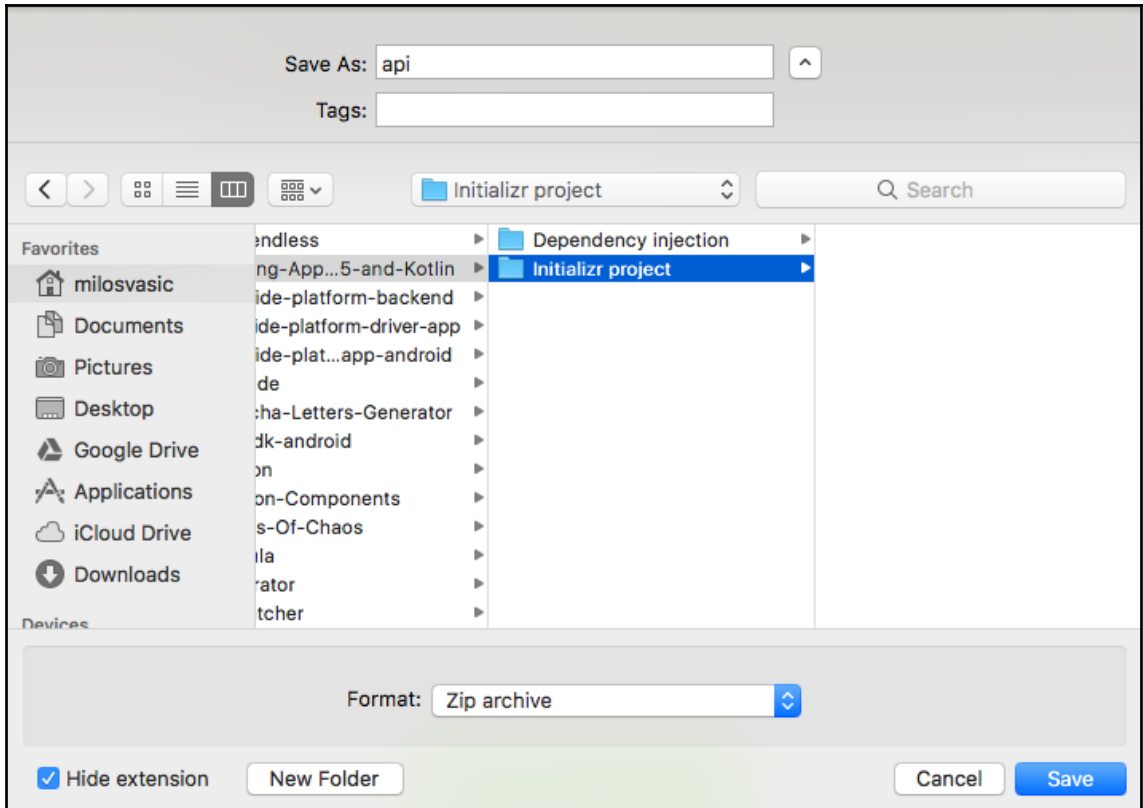 Save As: api
Tags:
Initializr project
Search
Favorites
milosvasic
Documents
Pictures
Desktop
Google Drive
Applications
iCloud Drive
Downloads
Devices
endless
ng-App...5-and-Kotlin
ide-platform-backend
ide-platform-driver-app
ide-plat...app-android
de
cha-Letters-Generator
dk-android
on
on-Components
s-Of-Chaos
ula
rator
tcher
Dependency injection
Initializr project
Format: Zip archive
Hide extension
New Folder
Cancel
Save